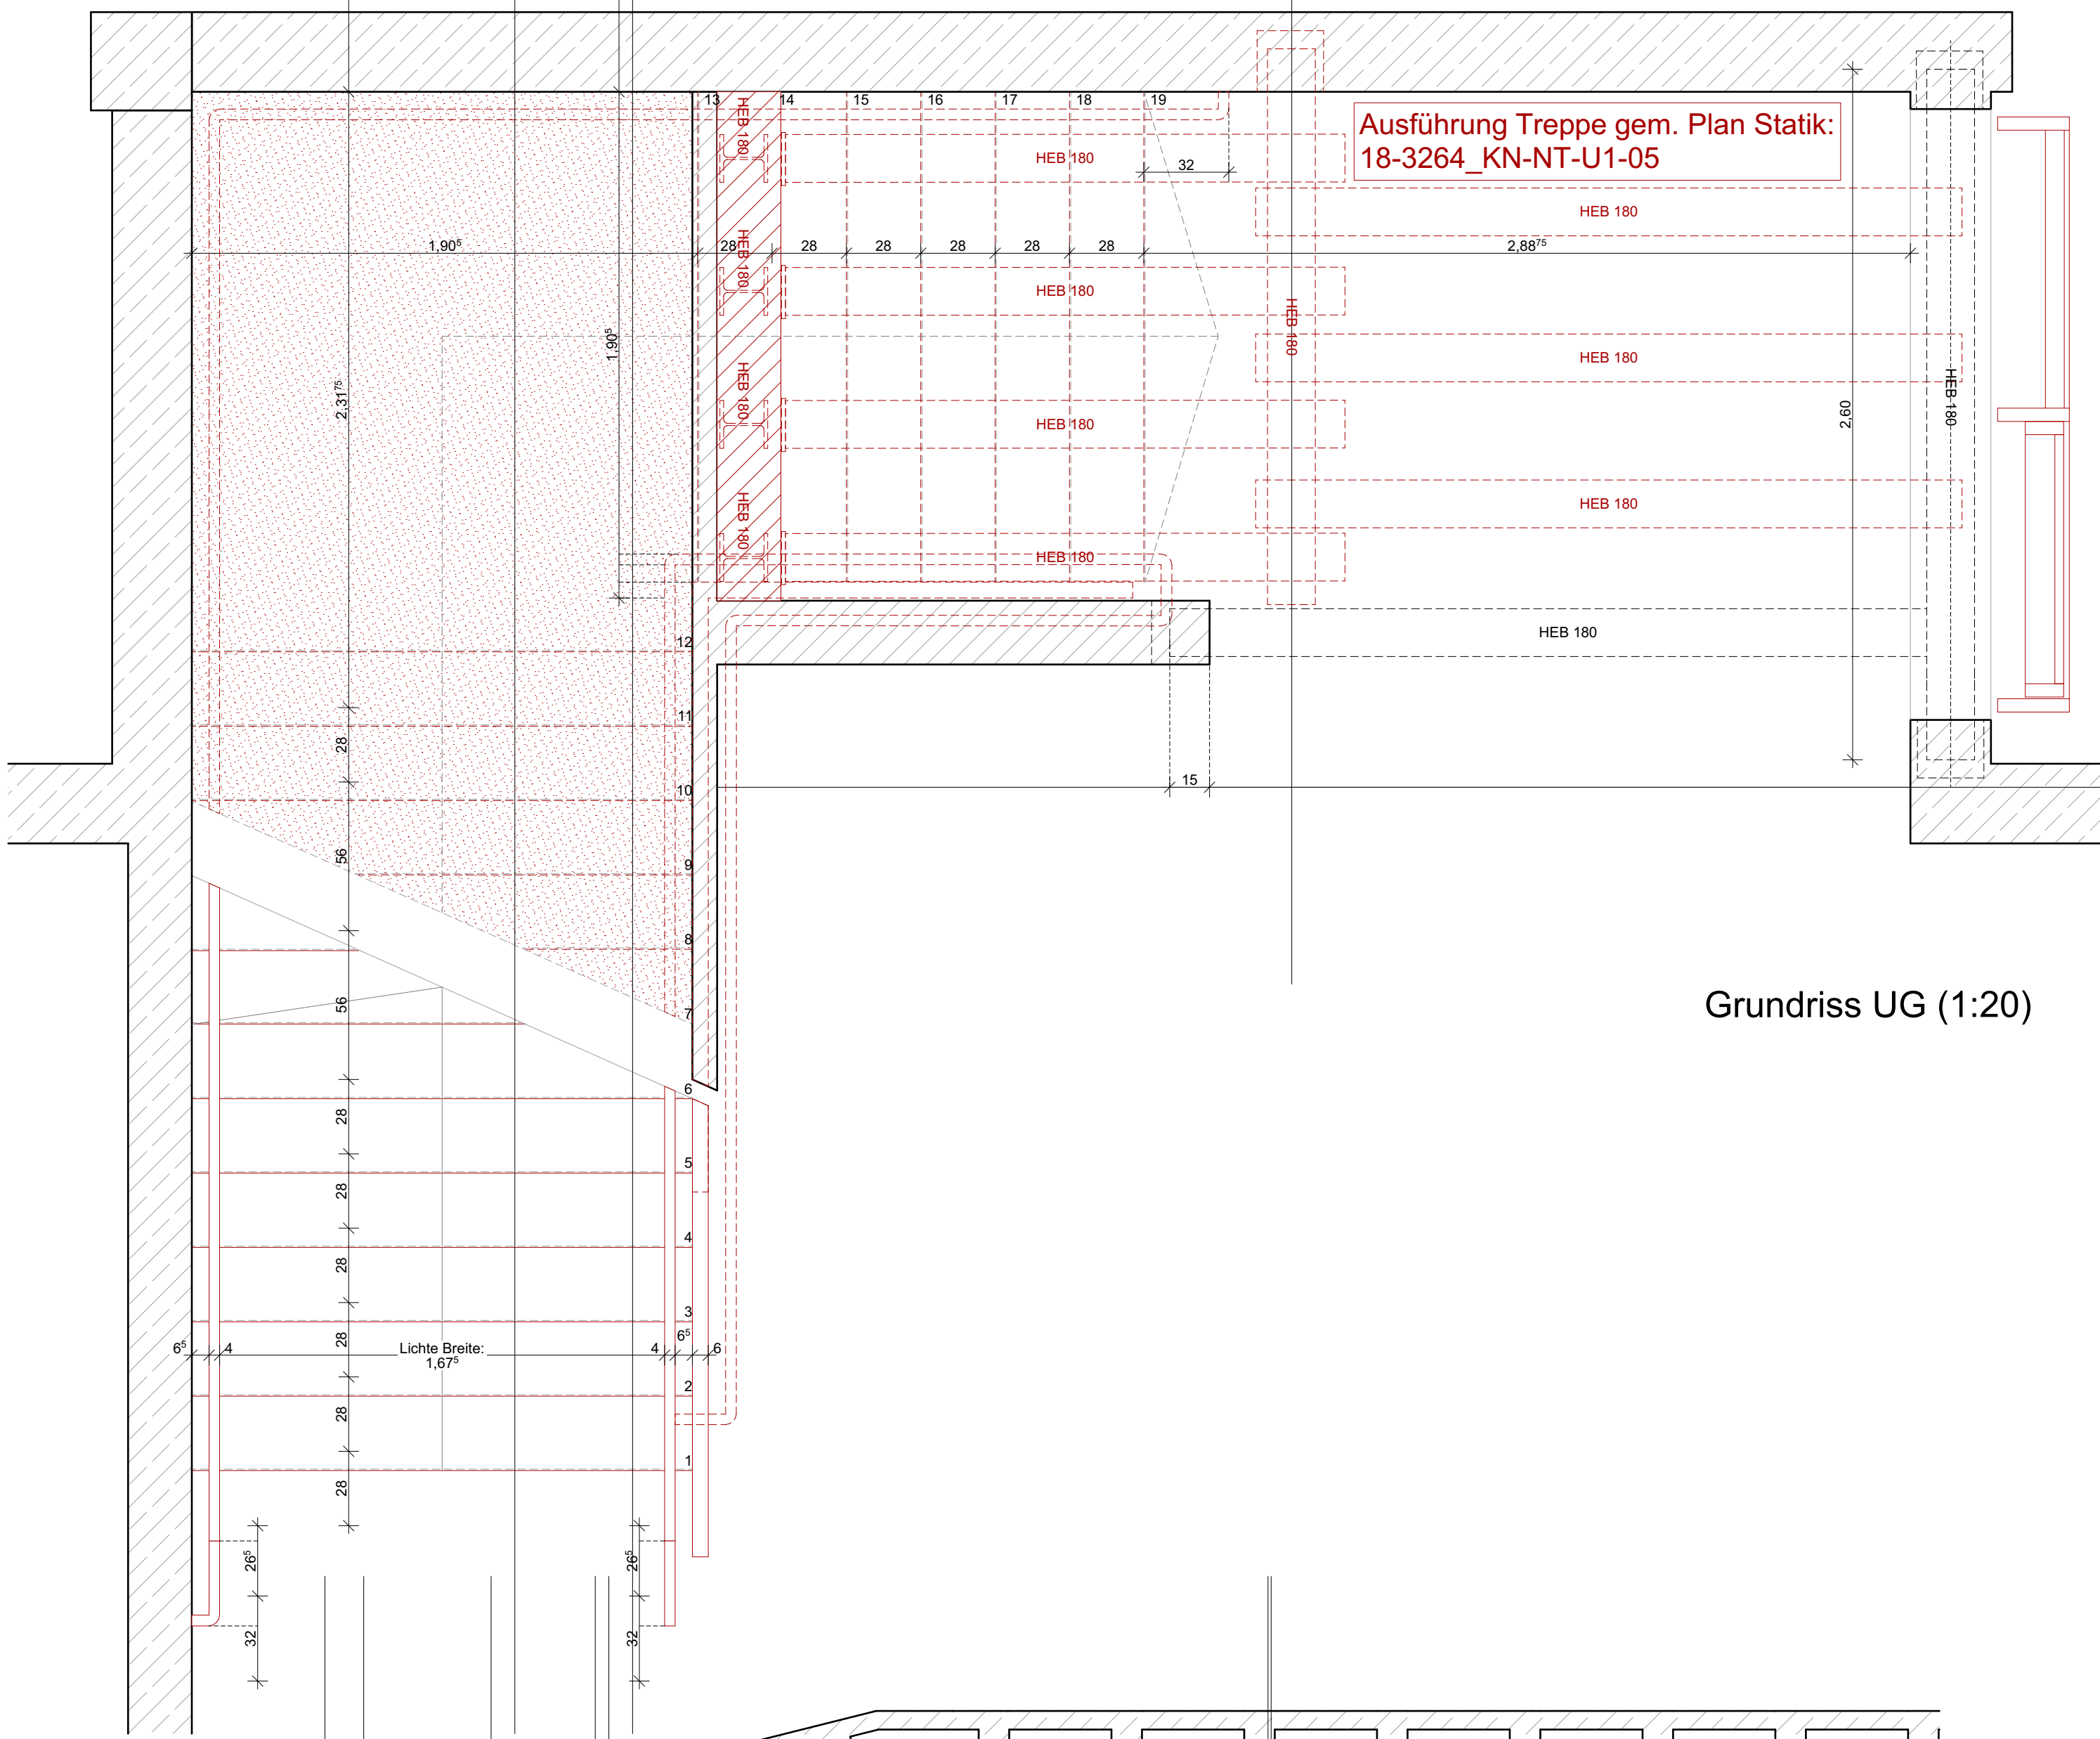 13
14
15
16
17
18
19
Ausführung Treppe gem. Plan Statik:
18-3264_KN-NT-U1-05
HEB 180
HEB 180
32
HEB 180
1,90⁵
28
28
28
28
28
28
2,88⁷⁵
HEB 180
HEB 180
HEB 180
1,90⁵
HEB 180
2,31⁷⁵
HEB 180
HEB 180
HEB 180
2,60
HEB 180
HEB 180
HEB 180
HEB 180
12
HEB 180
11
28
15
10
56
9
8
56
7
Grundriss UG (1:20)
6
28
5
28
4
28
3
28
6⁵
4
Lichte Breite:
1,67⁵
4
6⁵
6
2
28
1
28
26⁵
26⁵
32
32